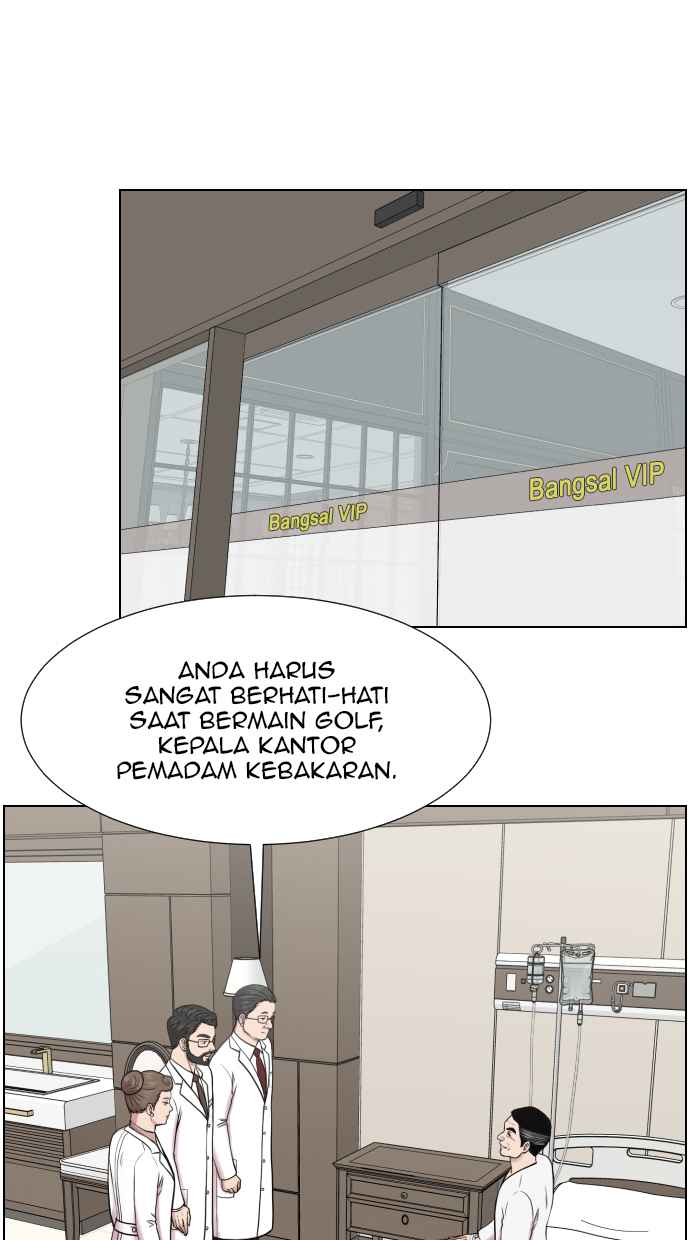 Bangsal VIP
Bangsal VIP
ANDA HARUS
SANGAT BERHATI-HATI
SAAT BERMAIN GOLF,
KEPALA KANTOR
PEMADAM KEBAKARAN.